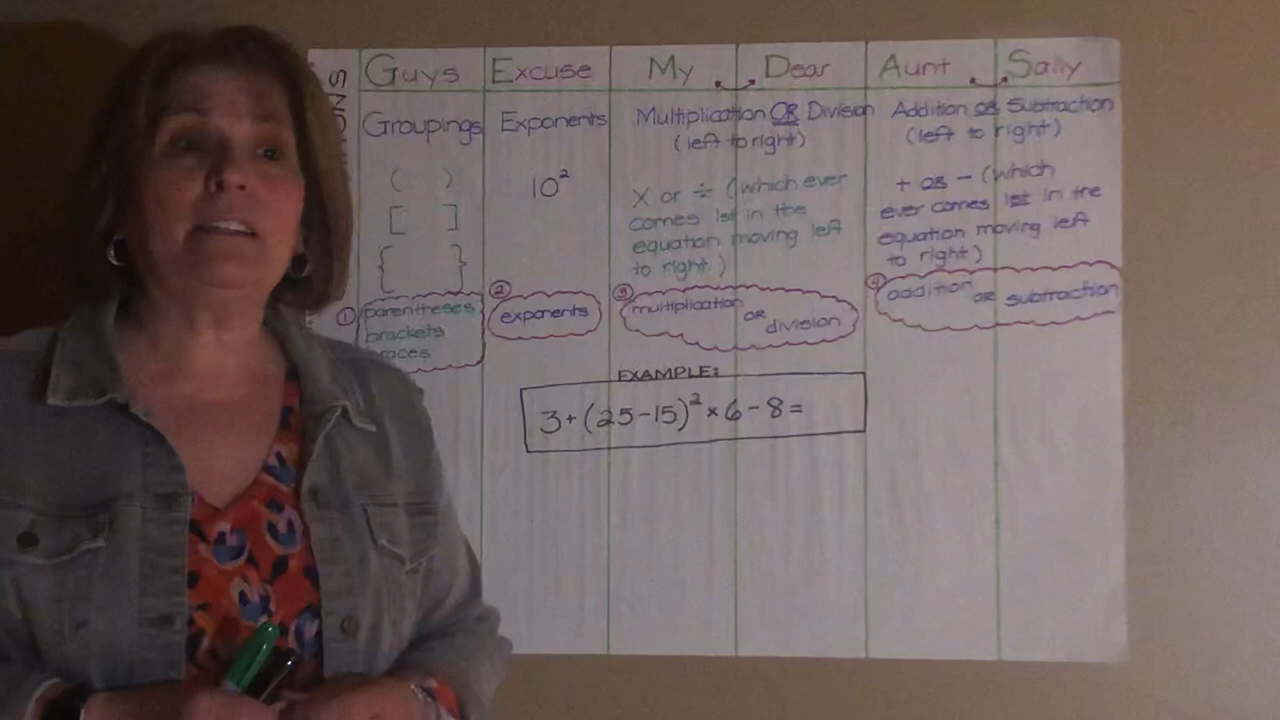 Guys Excuse My Dear Aunt Sally
Groupings
( )
[ ]
{ }
① parentheses
brackets
Exponents
10²
② exponents
Multiplication OR Division
(left to right)
X or ÷ (which ever
comes 1st in the
equation moving left
to right.)
③ multiplication
OR
division
Addition OR Subtraction
(left to right)
+ OR - (which
ever comes 1st in the
equation moving left
to right)
④ addition OR subtraction
EXAMPLE:
3+(25-15)²×6-8=